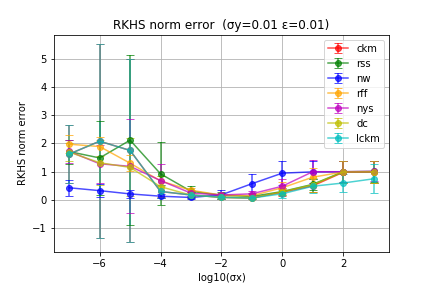 RKHS norm error (σy=0.01 ε=0.01)
ckm
rss
nw
rff
nys
dc
lckm
RKHS norm error
5
4
3
2
1
0
−1
−6
−4
−2
0
2
log10(σx)